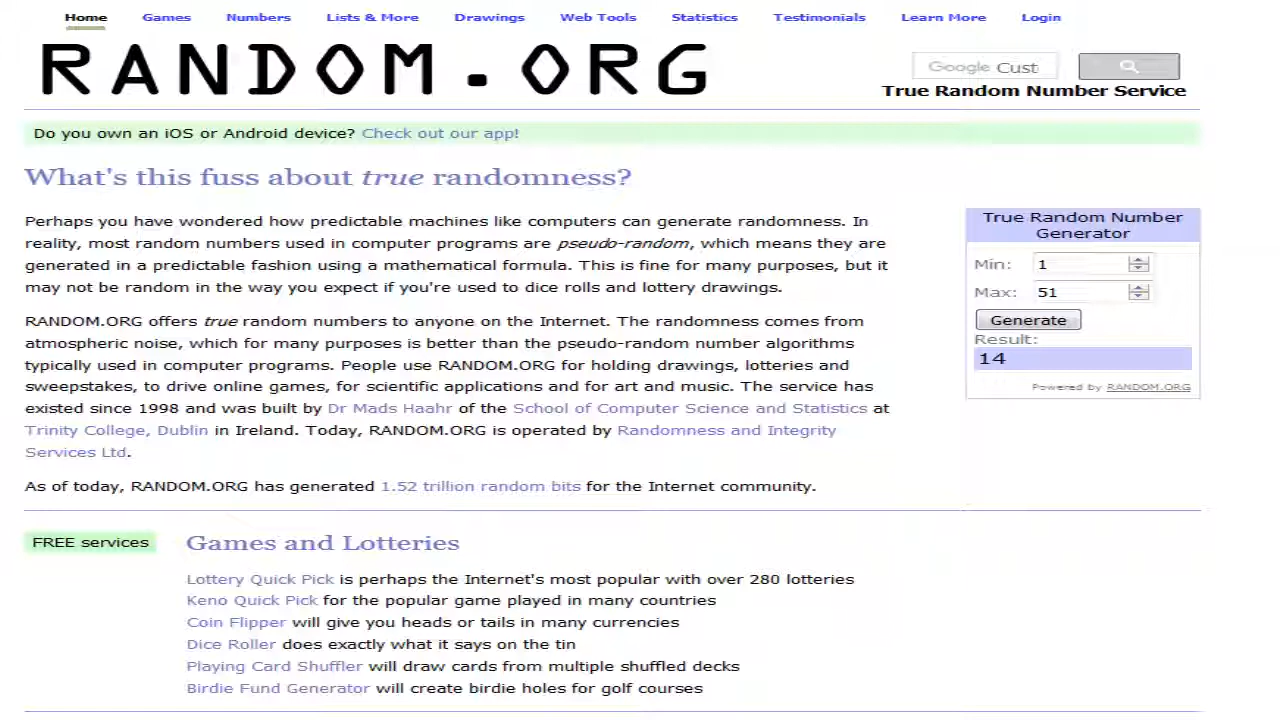 Home Games Numbers Lists & More Drawings Web Tools Statistics Testimonials Learn More Login
RANDOM.ORG
Google Cust
True Random Number Service
Do you own an iOS or Android device? Check out our app!
What's this fuss about true randomness?
Perhaps you have wondered how predictable machines like computers can generate randomness. In
reality, most random numbers used in computer programs are pseudo-random, which means they are
generated in a predictable fashion using a mathematical formula. This is fine for many purposes, but it
may not be random in the way you expect if you're used to dice rolls and lottery drawings.
RANDOM.ORG offers true random numbers to anyone on the Internet. The randomness comes from
atmospheric noise, which for many purposes is better than the pseudo-random number algorithms
typically used in computer programs. People use RANDOM.ORG for holding drawings, lotteries and
sweepstakes, to drive online games, for scientific applications and for art and music. The service has
existed since 1998 and was built by Dr Mads Haahr of the School of Computer Science and Statistics at
Trinity College, Dublin in Ireland. Today, RANDOM.ORG is operated by Randomness and Integrity
Services Ltd.
As of today, RANDOM.ORG has generated 1.52 trillion random bits for the Internet community.
True Random Number
Generator
Min: 1
Max: 51
Generate
Result:
14
Powered by RANDOM.ORG
FREE services
Games and Lotteries
Lottery Quick Pick is perhaps the Internet's most popular with over 280 lotteries
Keno Quick Pick for the popular game played in many countries
Coin Flipper will give you heads or tails in many currencies
Dice Roller does exactly what it says on the tin
Playing Card Shuffler will draw cards from multiple shuffled decks
Birdie Fund Generator will create birdie holes for golf courses